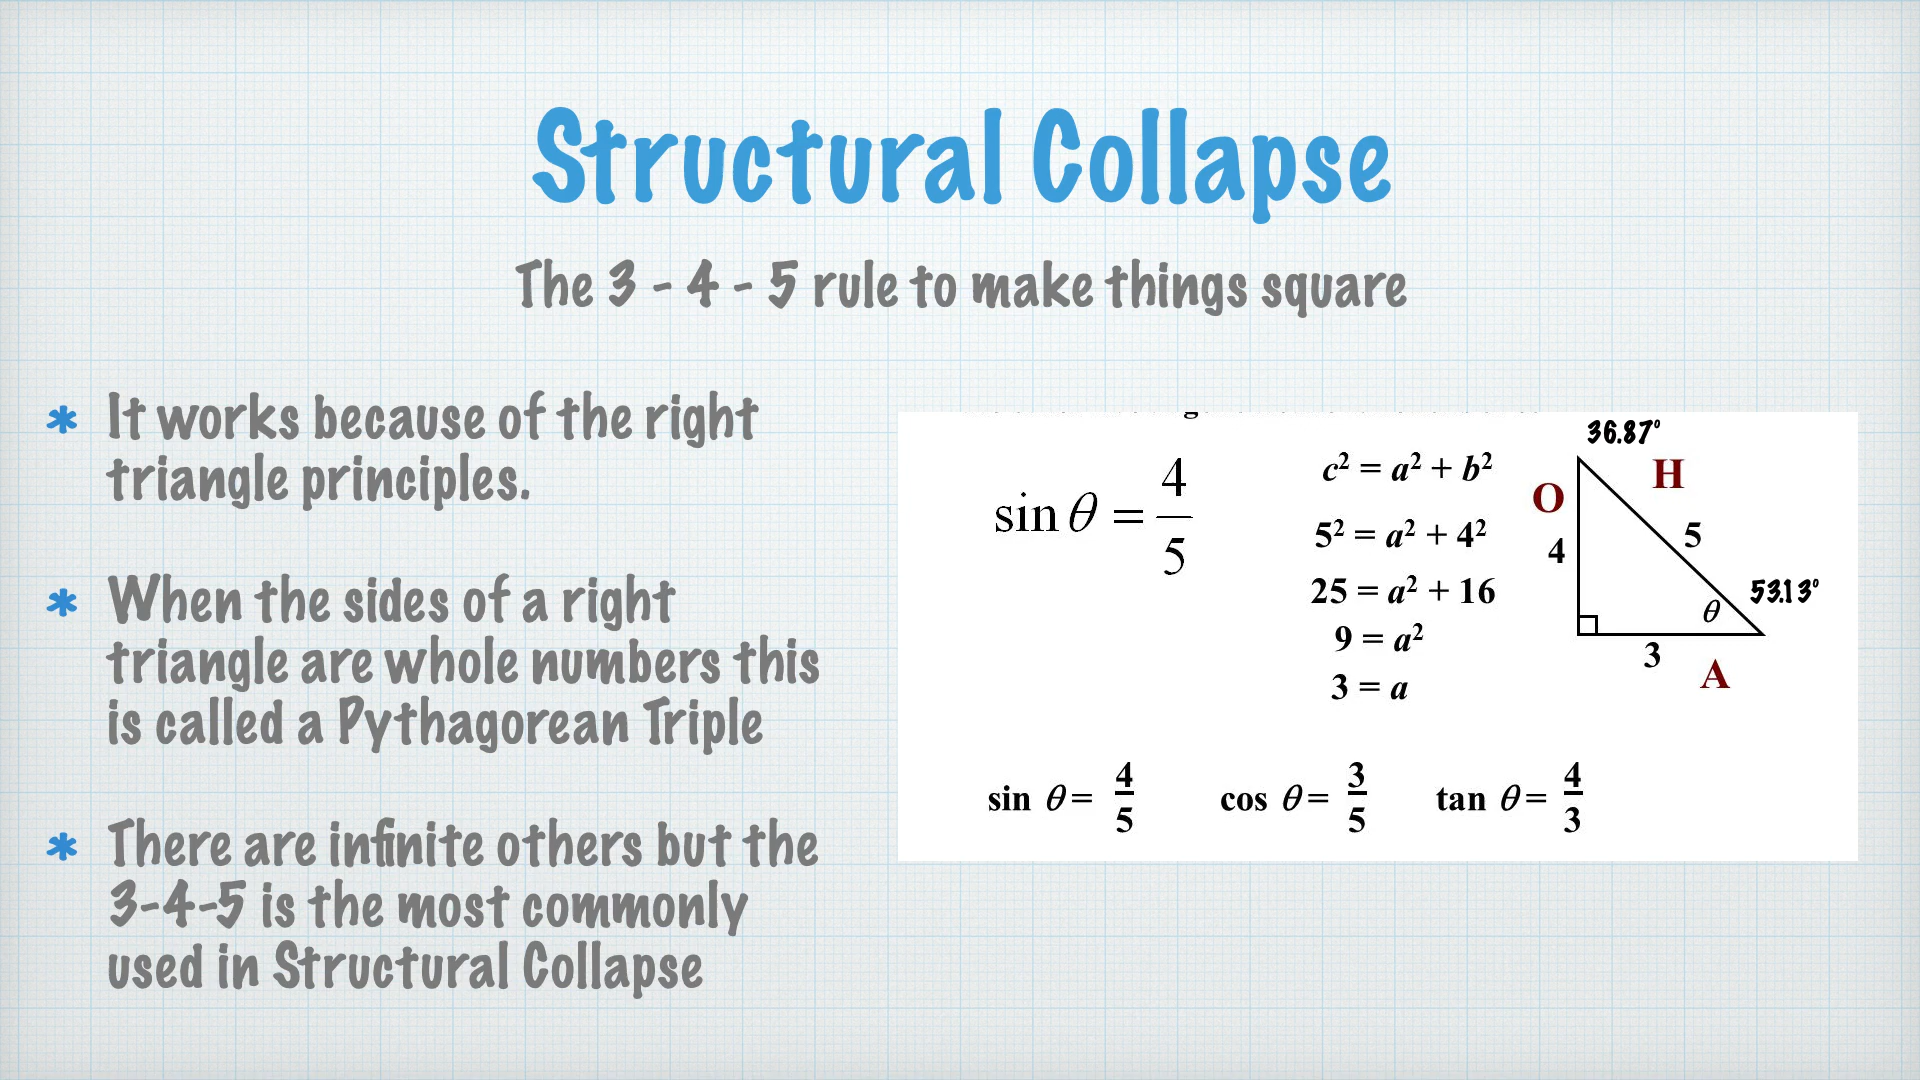 Structural Collapse
The 3 - 4 - 5 rule to make things square
* It works because of the right
triangle principles.
* When the sides of a right
triangle are whole numbers this
is called a Pythagorean Triple
* There are infinite others but the
3-4-5 is the most commonly
used in Structural Collapse
sin θ = 4/5
c² = a² + b²
5² = a² + 4²
25 = a² + 16
9 = a²
3 = a
36.87°
H
O
4
5
53.13°
θ
3
A
sin θ = 4/5 cos θ = 3/5 tan θ = 4/3